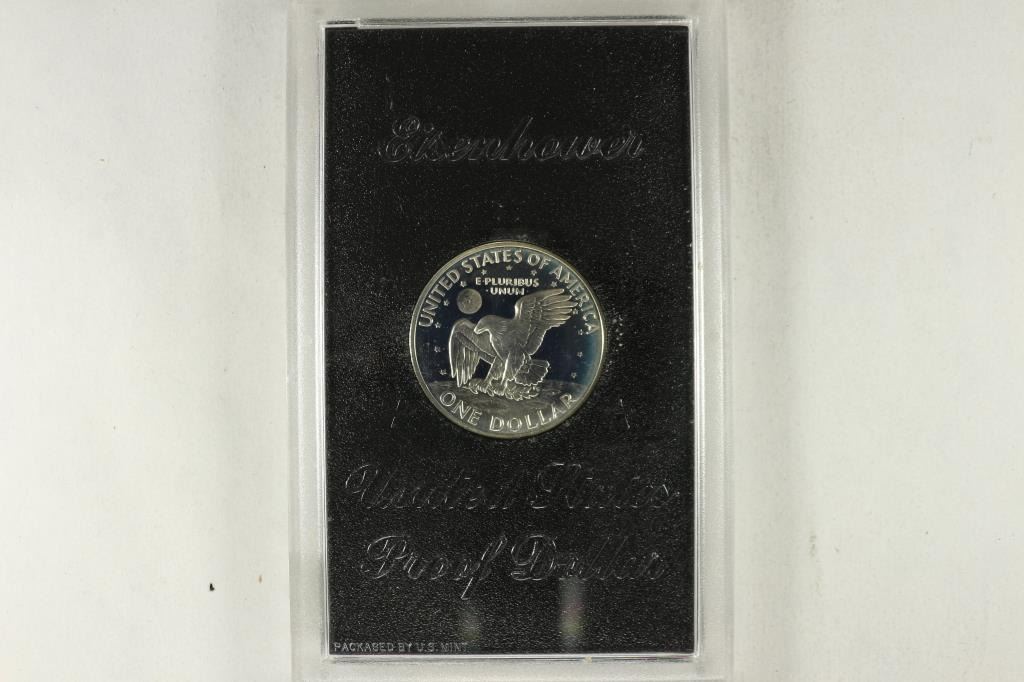 Eisenhower
UNITED STATES OF AMERICA
E·PLURIBUS
·UNUM·
ONE DOLLAR
United States
Proof Dollar
PACKAGED BY U.S. MINT